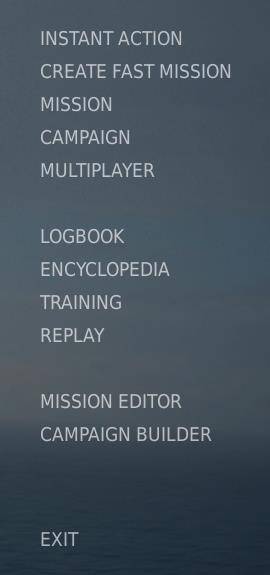 INSTANT ACTION
CREATE FAST MISSION
MISSION
CAMPAIGN
MULTIPLAYER
LOGBOOK
ENCYCLOPEDIA
TRAINING
REPLAY
MISSION EDITOR
CAMPAIGN BUILDER
EXIT